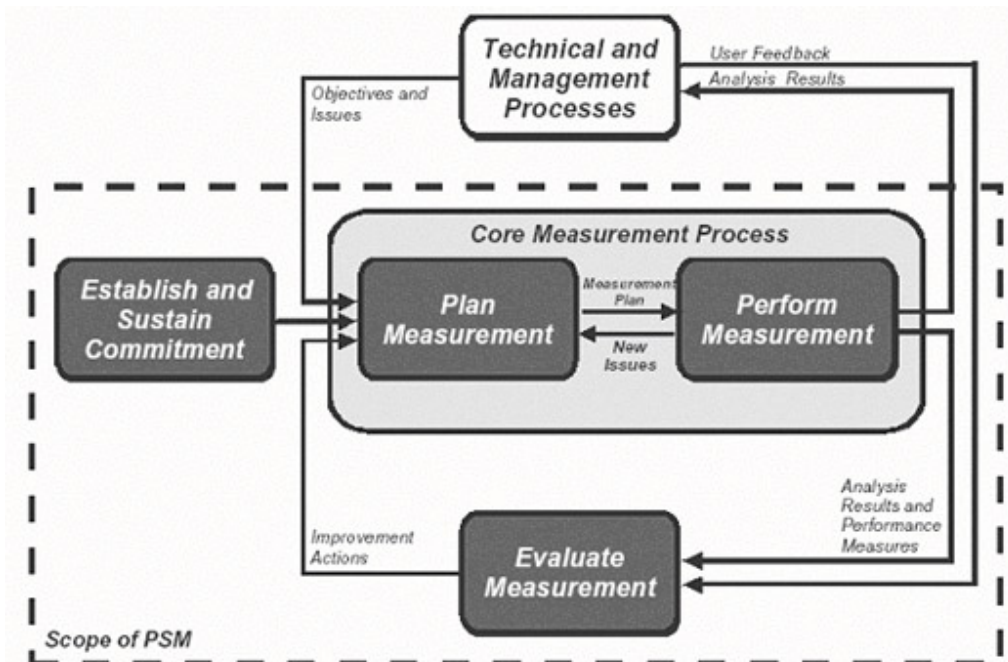 Technical and
Management
Processes
User Feedback
Analysis Results
Objectives and
Issues
Core Measurement Process
Establish and
Sustain
Commitment
Plan
Measurement
Measurement
Plan
New
Issues
Perform
Measurement
Improvement
Actions
Evaluate
Measurement
Analysis
Results and
Performance
Measures
Scope of PSM